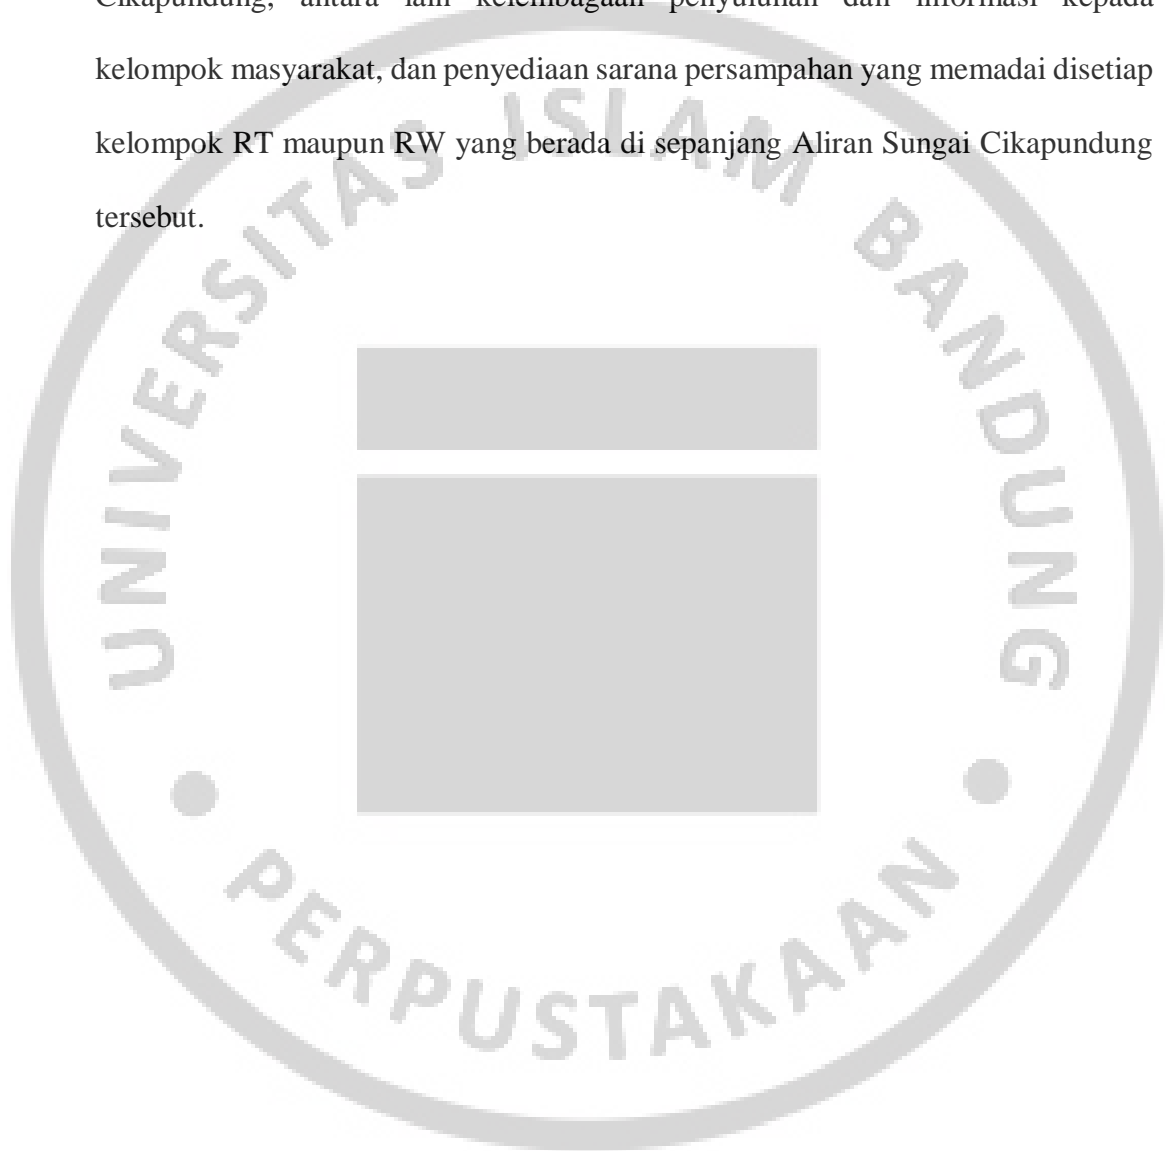 Cikapundung, antara lain kelembagaan penyuluhan dan informasi kepada
kelompok masyarakat, dan penyediaan sarana persampahan yang memadai disetiap
kelompok RT maupun RW yang berada di sepanjang Aliran Sungai Cikapundung
tersebut.
UNIVERSITAS ISLAM BANDUNG
PERPUSTAKAAN